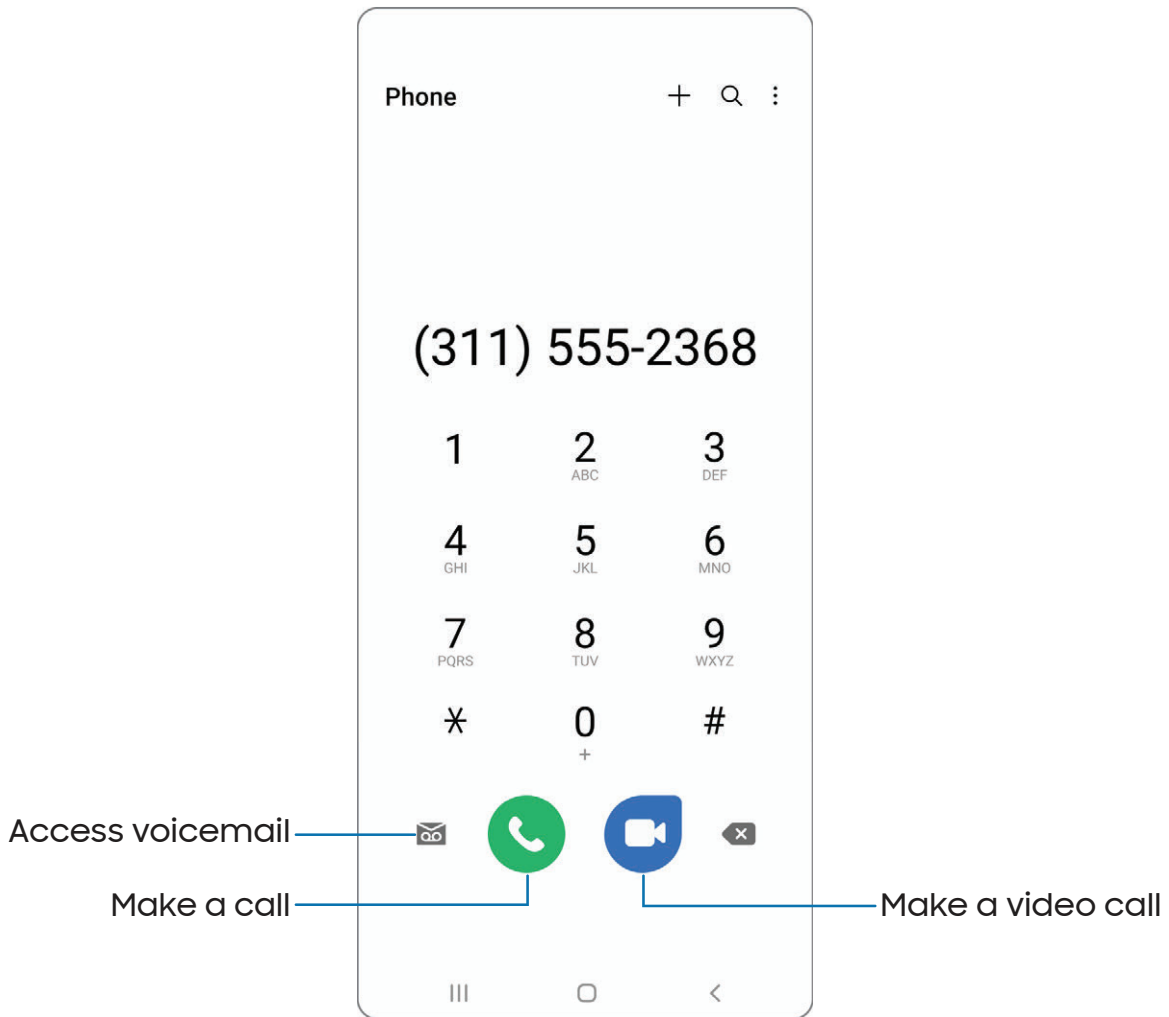 Phone
(311) 555-2368
1 2 3
ABC DEF
4 5 6
GHI JKL MNO
7 8 9
PQRS TUV WXYZ
* 0 #
+
Access voicemail
Make a call
Make a video call